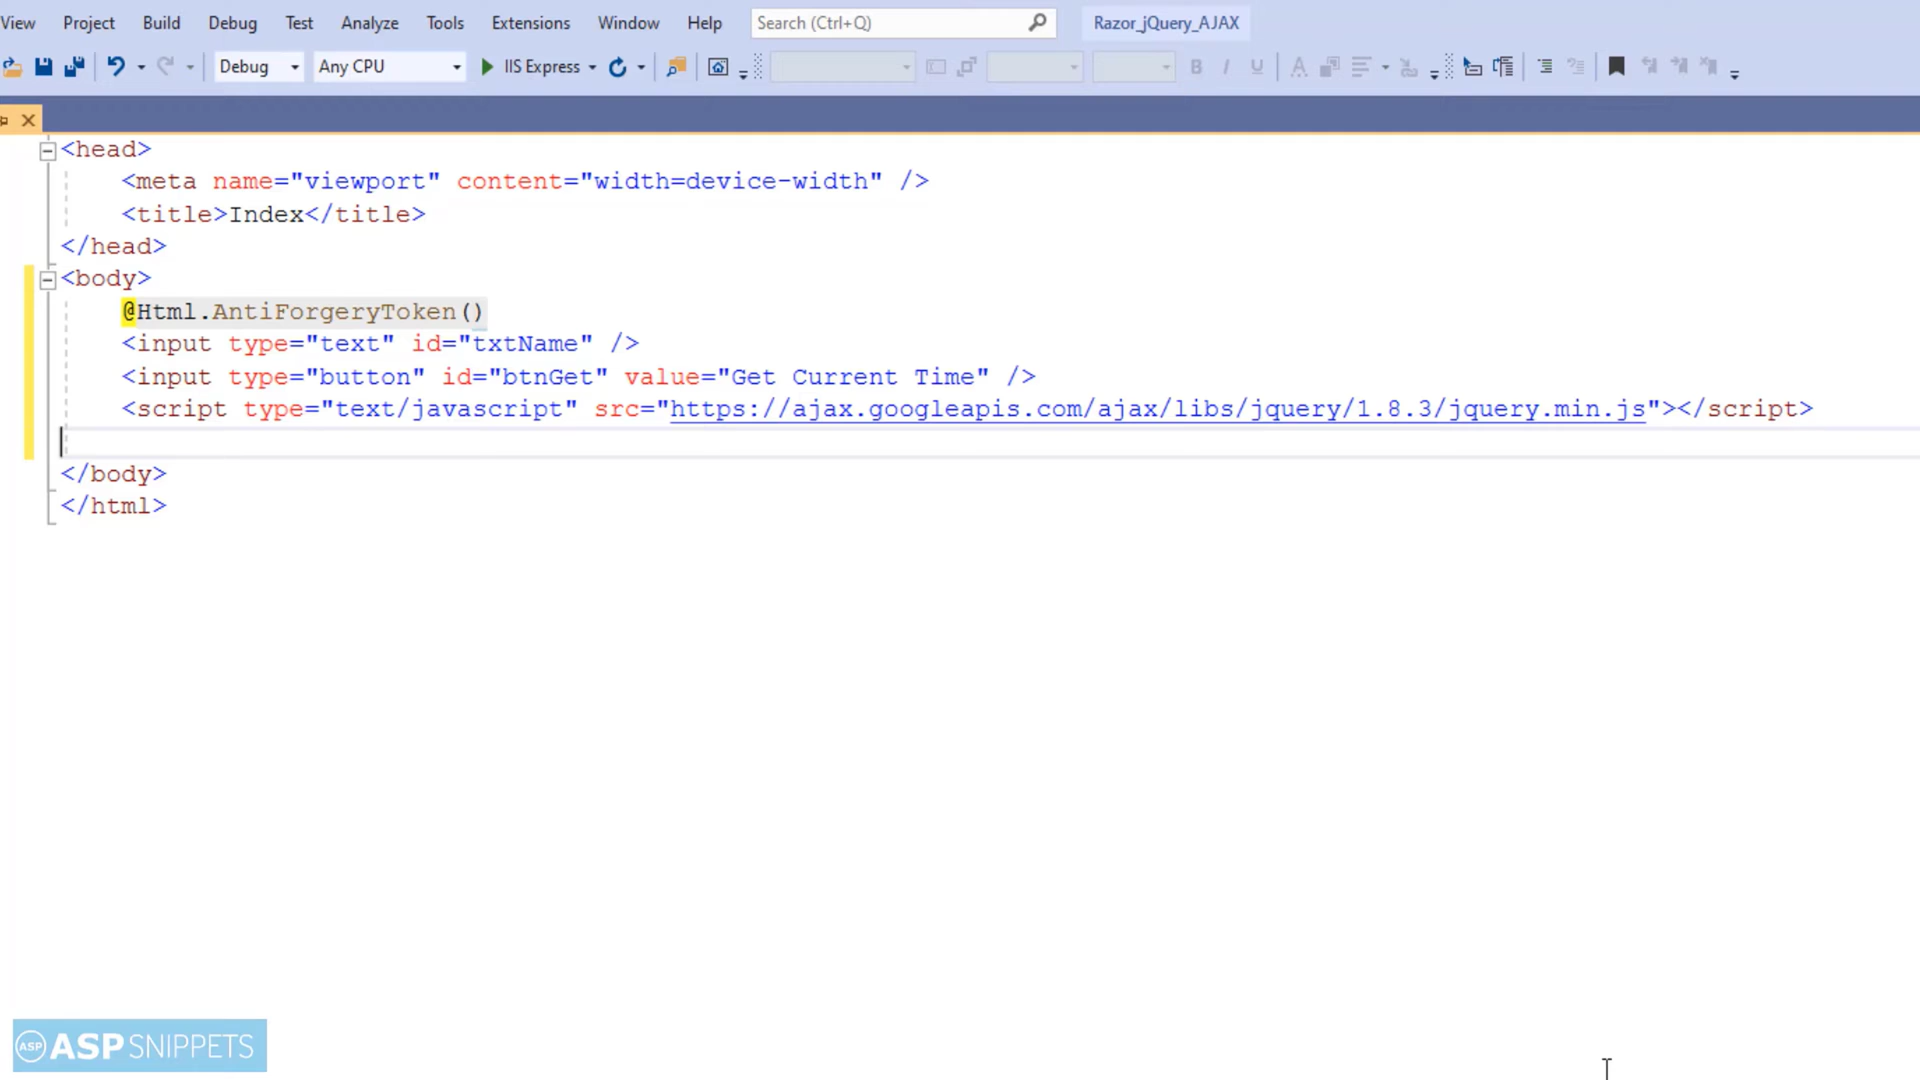 View Project Build Debug Test Analyze Tools Extensions Window Help Search (Ctrl+Q) Razor_jQuery_AJAX
Debug Any CPU IIS Express B I U A
<head>
<meta name="viewport" content="width=device-width" />
<title>Index</title>
</head>
<body>
@Html.AntiForgeryToken()
<input type="text" id="txtName" />
<input type="button" id="btnGet" value="Get Current Time" />
<script type="text/javascript" src="https://ajax.googleapis.com/ajax/libs/jquery/1.8.3/jquery.min.js"></script>
</body>
</html>
ASP ASPSNIPPETS